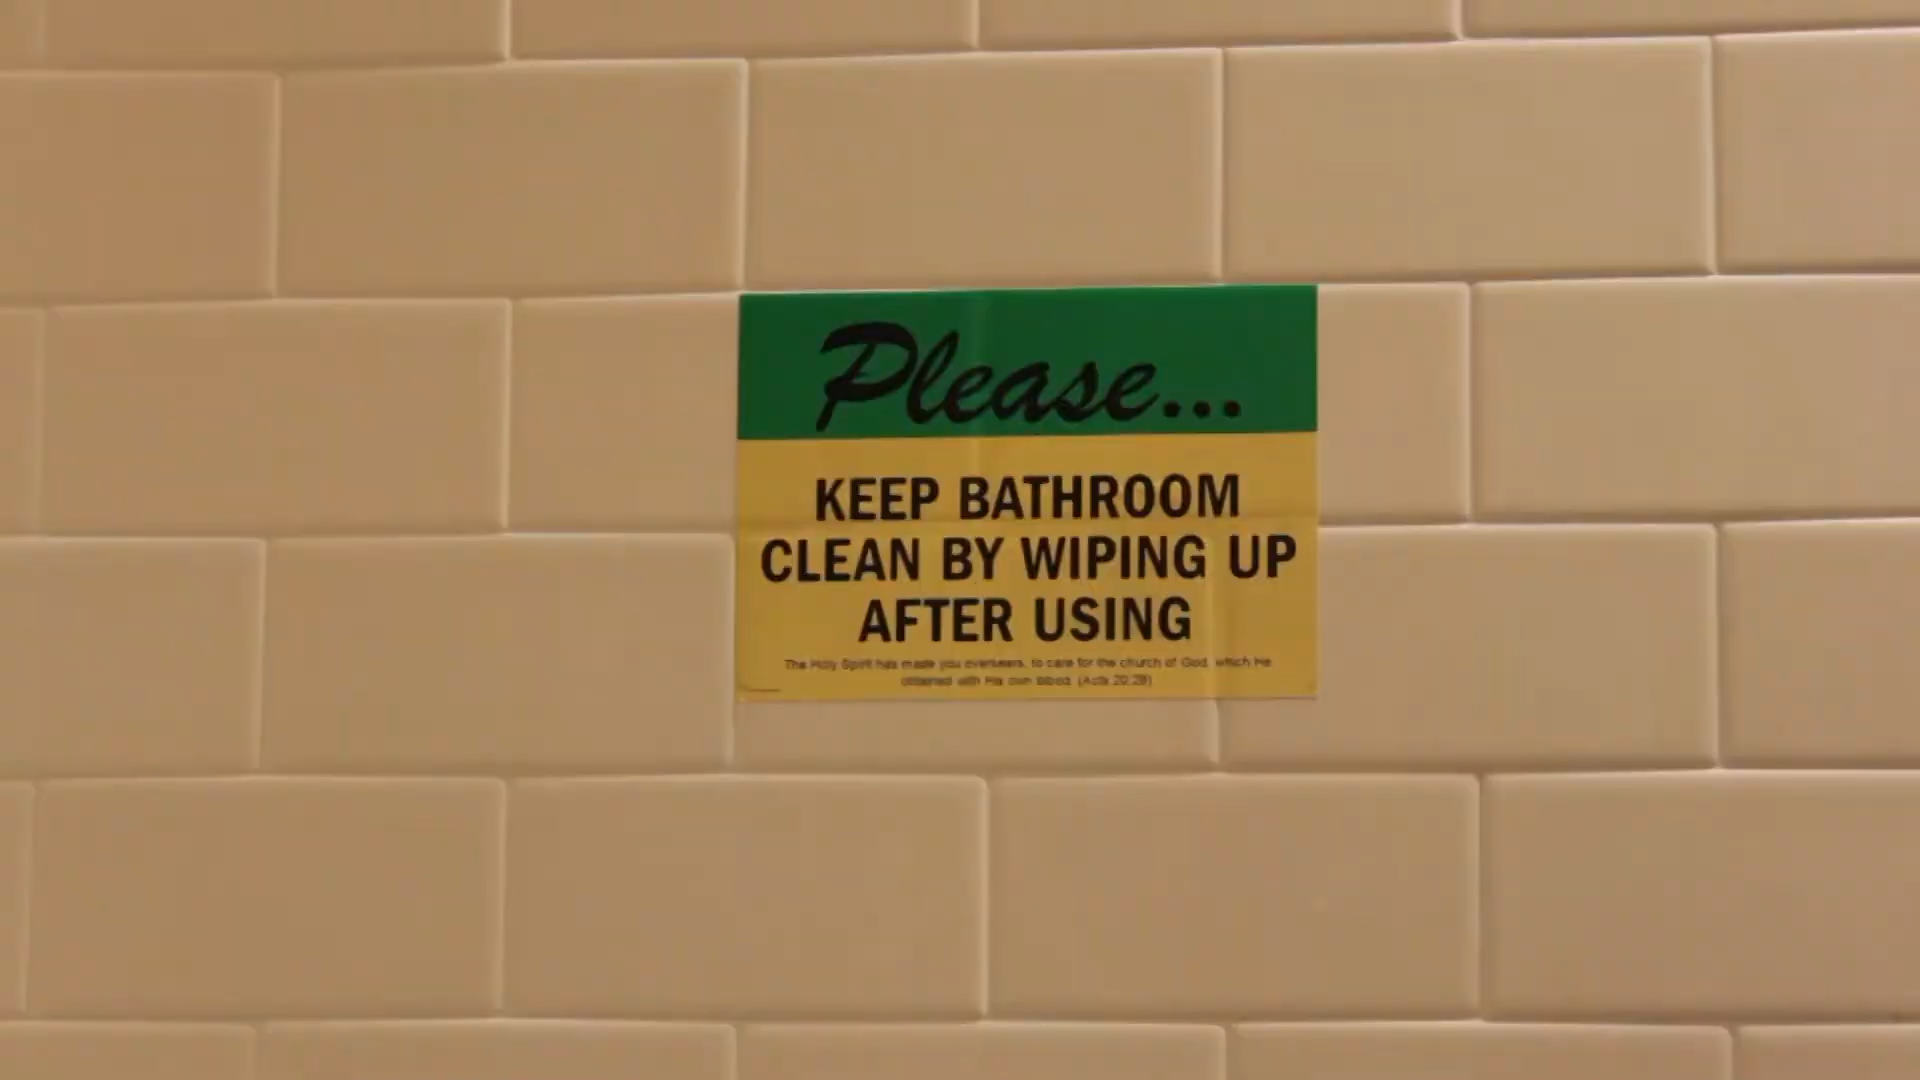 Please...
KEEP BATHROOM
CLEAN BY WIPING UP
AFTER USING
The Holy Spirit has made you overseers, to care for the church of God, which He
obtained with His own blood. (Acts 20:28)